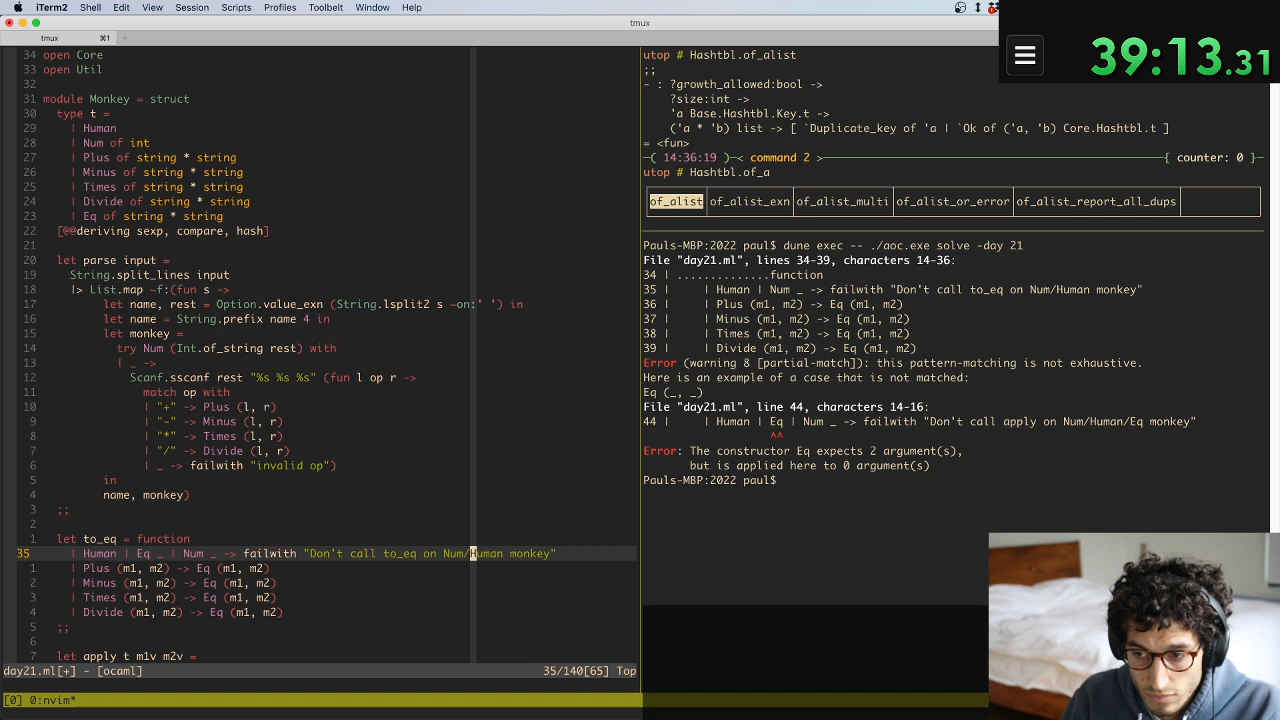 iTerm2 Shell Edit View Session Scripts Profiles Toolbelt Window Help
tmux
tmux ⌘1 +
39:13.31
34 open Core
33 open Util
32
31 module Monkey = struct
30   type t =
29     | Human
28     | Num of int
27     | Plus of string * string
26     | Minus of string * string
25     | Times of string * string
24     | Divide of string * string
23     | Eq of string * string
22   [@@deriving sexp, compare, hash]
21
20   let parse input =
19     String.split_lines input
18     |> List.map ~f:(fun s ->
17          let name, rest = Option.value_exn (String.lsplit2 s ~on:' ') in
16          let name = String.prefix name 4 in
15          let monkey =
14            try Num (Int.of_string rest) with
13            | _ ->
12              Scanf.sscanf rest "%s %s %s" (fun l op r ->
11                match op with
10                | "+" -> Plus (l, r)
9                | "-" -> Minus (l, r)
8                | "*" -> Times (l, r)
7                | "/" -> Divide (l, r)
6                | _ -> failwith "invalid op")
5          in
4          name, monkey)
3   ;;
2
1   let to_eq = function
35     | Human | Eq _ | Num _ -> failwith "Don't call to_eq on Num/Human monkey"
1     | Plus (m1, m2) -> Eq (m1, m2)
2     | Minus (m1, m2) -> Eq (m1, m2)
3     | Times (m1, m2) -> Eq (m1, m2)
4     | Divide (m1, m2) -> Eq (m1, m2)
5   ;;
6
7   let apply t m1v m2v =
day21.ml[+] - [ocaml] 35/140[65] Top
[0] 0:nvim*
utop # Hashtbl.of_alist
;;
- : ?growth_allowed:bool ->
    ?size:int ->
    'a Base.Hashtbl.Key.t ->
    ('a * 'b) list -> [ `Duplicate_key of 'a | `Ok of ('a, 'b) Core.Hashtbl.t ]
= <fun>
─( 14:36:19 )─< command 2 >─{ counter: 0 }─
utop # Hashtbl.of_a
of_alist|of_alist_exn|of_alist_multi|of_alist_or_error|of_alist_report_all_dups
Pauls-MBP:2022 paul$ dune exec -- ./aoc.exe solve -day 21
File "day21.ml", lines 34-39, characters 14-36:
34 | ..............function
35 |     | Human | Num _ -> failwith "Don't call to_eq on Num/Human monkey"
36 |     | Plus (m1, m2) -> Eq (m1, m2)
37 |     | Minus (m1, m2) -> Eq (m1, m2)
38 |     | Times (m1, m2) -> Eq (m1, m2)
39 |     | Divide (m1, m2) -> Eq (m1, m2)
Error (warning 8 [partial-match]): this pattern-matching is not exhaustive.
Here is an example of a case that is not matched:
Eq (_, _)
File "day21.ml", line 44, characters 14-16:
44 |     | Human | Eq | Num _ -> failwith "Don't call apply on Num/Human/Eq monkey"
^^
Error: The constructor Eq expects 2 argument(s),
       but is applied here to 0 argument(s)
Pauls-MBP:2022 paul$